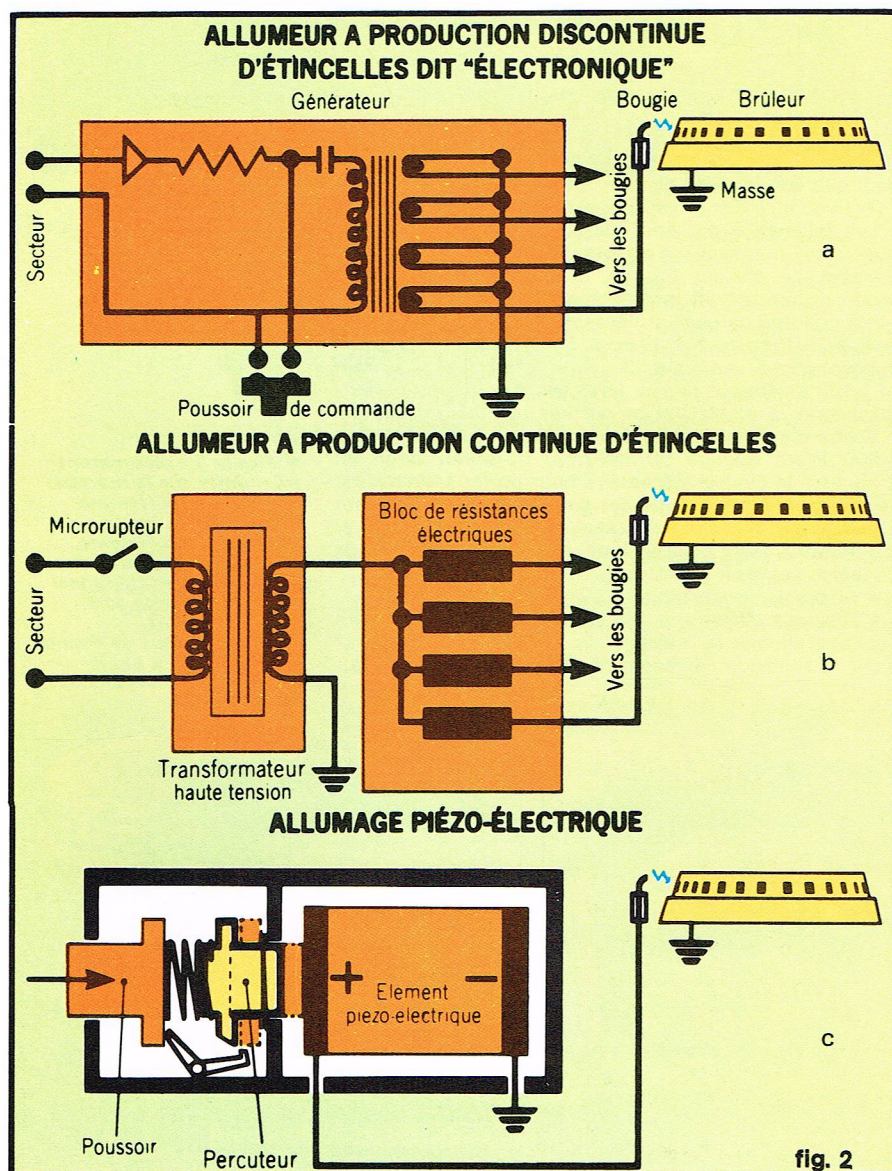 ALLUMEUR A PRODUCTION DISCONTINUE
D'ÉTINCELLES DIT "ÉLECTRONIQUE"
Générateur
Bougie
Brûleur
Secteur
Vers les bougies
Masse
a
Poussoir de commande
ALLUMEUR A PRODUCTION CONTINUE D'ÉTINCELLES
Microrupteur
Bloc de résistances
électriques
Secteur
Vers les bougies
b
Transformateur
haute tension
ALLUMAGE PIÉZO-ÉLECTRIQUE
+
−
Element
piezo-electrique
c
Poussoir
Percuteur
fig. 2